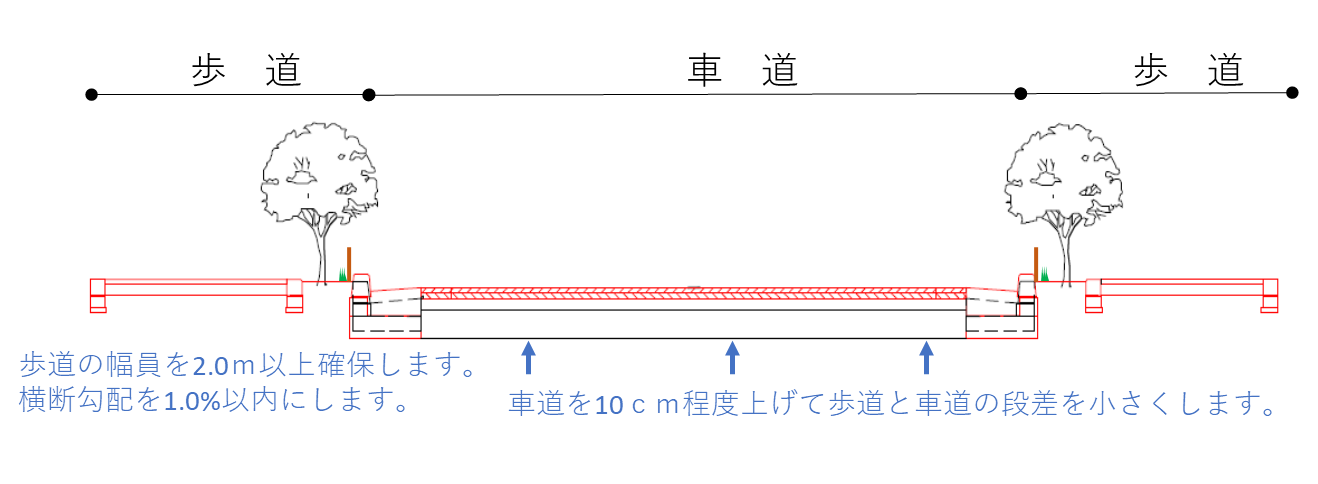 歩　道
車　道
歩　道
歩道の幅員を2.0ｍ以上確保します。
横断勾配を1.0%以内にします。
車道を10ｃｍ程度上げて歩道と車道の段差を小さくします。